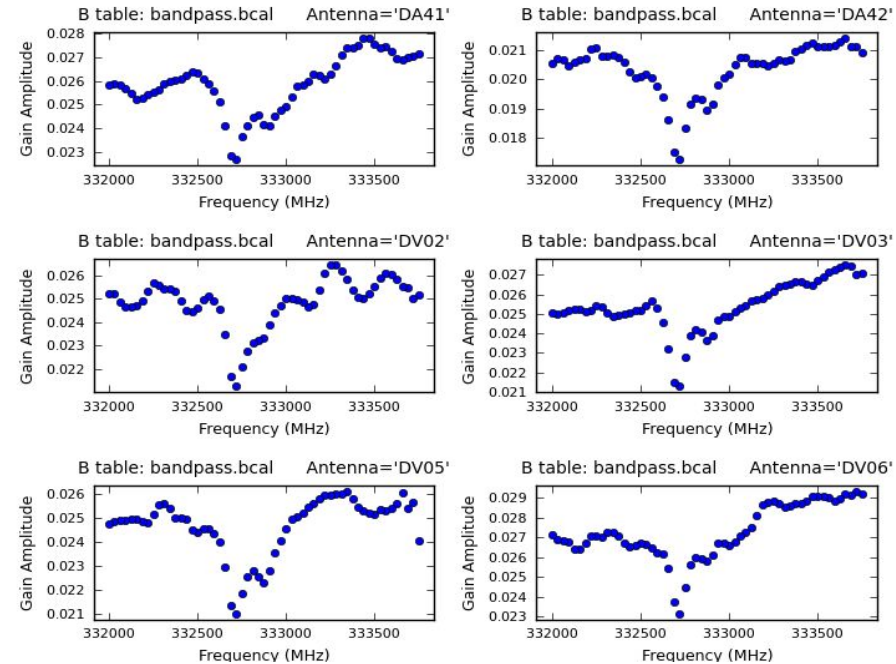 B table: bandpass.bcal Antenna='DA41'
0.028
0.027
0.026
0.025
0.024
0.023
Gain Amplitude
332000 332500 333000 333500
Frequency (MHz)
B table: bandpass.bcal Antenna='DA42'
0.021
0.020
0.019
0.018
Gain Amplitude
332000 332500 333000 333500
Frequency (MHz)
B table: bandpass.bcal Antenna='DV02'
0.026
0.025
0.024
0.023
0.022
Gain Amplitude
332000 332500 333000 333500
Frequency (MHz)
B table: bandpass.bcal Antenna='DV03'
0.027
0.026
0.025
0.024
0.023
0.022
0.021
Gain Amplitude
332000 332500 333000 333500
Frequency (MHz)
B table: bandpass.bcal Antenna='DV05'
0.026
0.025
0.024
0.023
0.022
0.021
Gain Amplitude
332000 332500 333000 333500
Frequency (MHz)
B table: bandpass.bcal Antenna='DV06'
0.029
0.028
0.027
0.026
0.025
0.024
0.023
Gain Amplitude
332000 332500 333000 333500
Frequency (MHz)